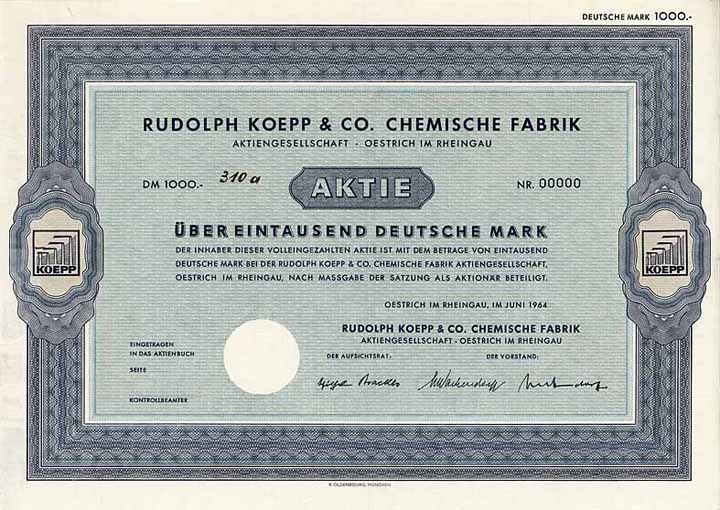 DEUTSCHE MARK 1000.-
RUDOLPH KOEPP & CO. CHEMISCHE FABRIK
AKTIENGESELLSCHAFT · OESTRICH IM RHEINGAU
DM 1000.- 310a AKTIE NR. 00000
ÜBER EINTAUSEND DEUTSCHE MARK
DER INHABER DIESER VOLLEINGEZAHLTEN AKTIE IST MIT DEM BETRAGE VON EINTAUSEND
DEUTSCHE MARK BEI DER RUDOLPH KOEPP & CO. CHEMISCHE FABRIK AKTIENGESELLSCHAFT,
OESTRICH IM RHEINGAU, NACH MASSGABE DER SATZUNG ALS AKTIONÄR BETEILIGT.
KOEPP
KOEPP
OESTRICH IM RHEINGAU, IM JUNI 1964
RUDOLPH KOEPP & CO. CHEMISCHE FABRIK
AKTIENGESELLSCHAFT · OESTRICH IM RHEINGAU
EINGETRAGEN
IN DAS AKTIENBUCH
SEITE
DER AUFSICHTSRAT: DER VORSTAND:
KONTROLLBEAMTER
R. OLDENBOURG, MÜNCHEN